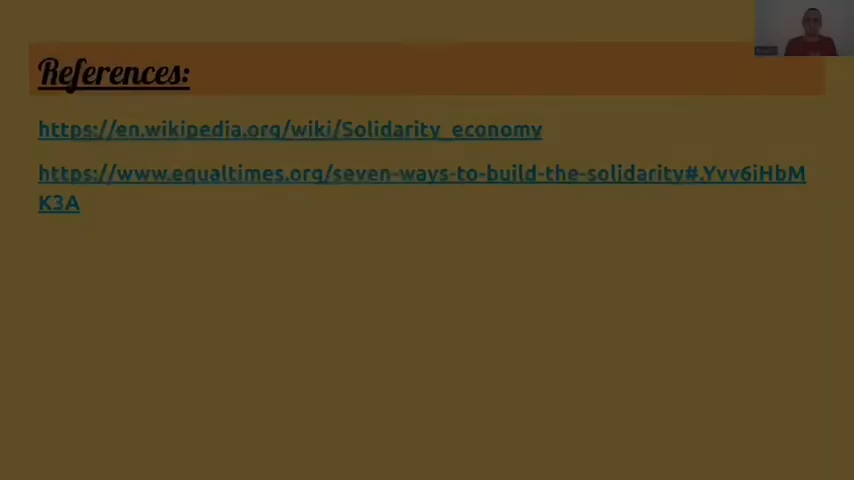 References:
https://en.wikipedia.org/wiki/Solidarity_economy
https://www.equaltimes.org/seven-ways-to-build-the-solidarity#.Yvv6iHbM
K3A